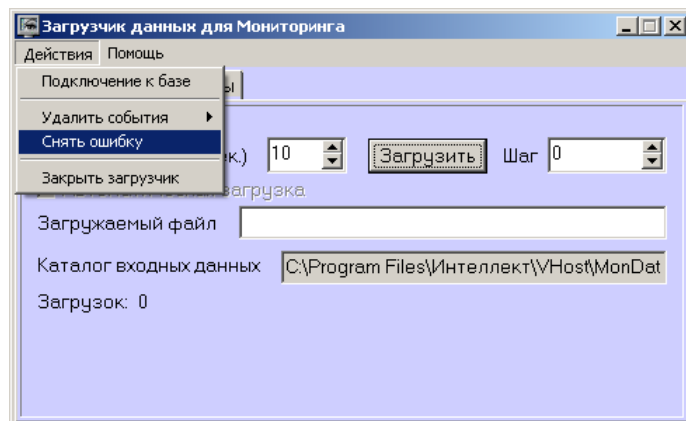 Загрузчик данных для Мониторинга
Действия Помощь
Подключение к базе
Удалить события
Снять ошибку
10 Загрузить Шаг 0
Закрыть загрузчик
загрузка
Загружаемый файл
Каталог входных данных C:\Program Files\Интеллект\VHost\MonDat
Загрузок: 0